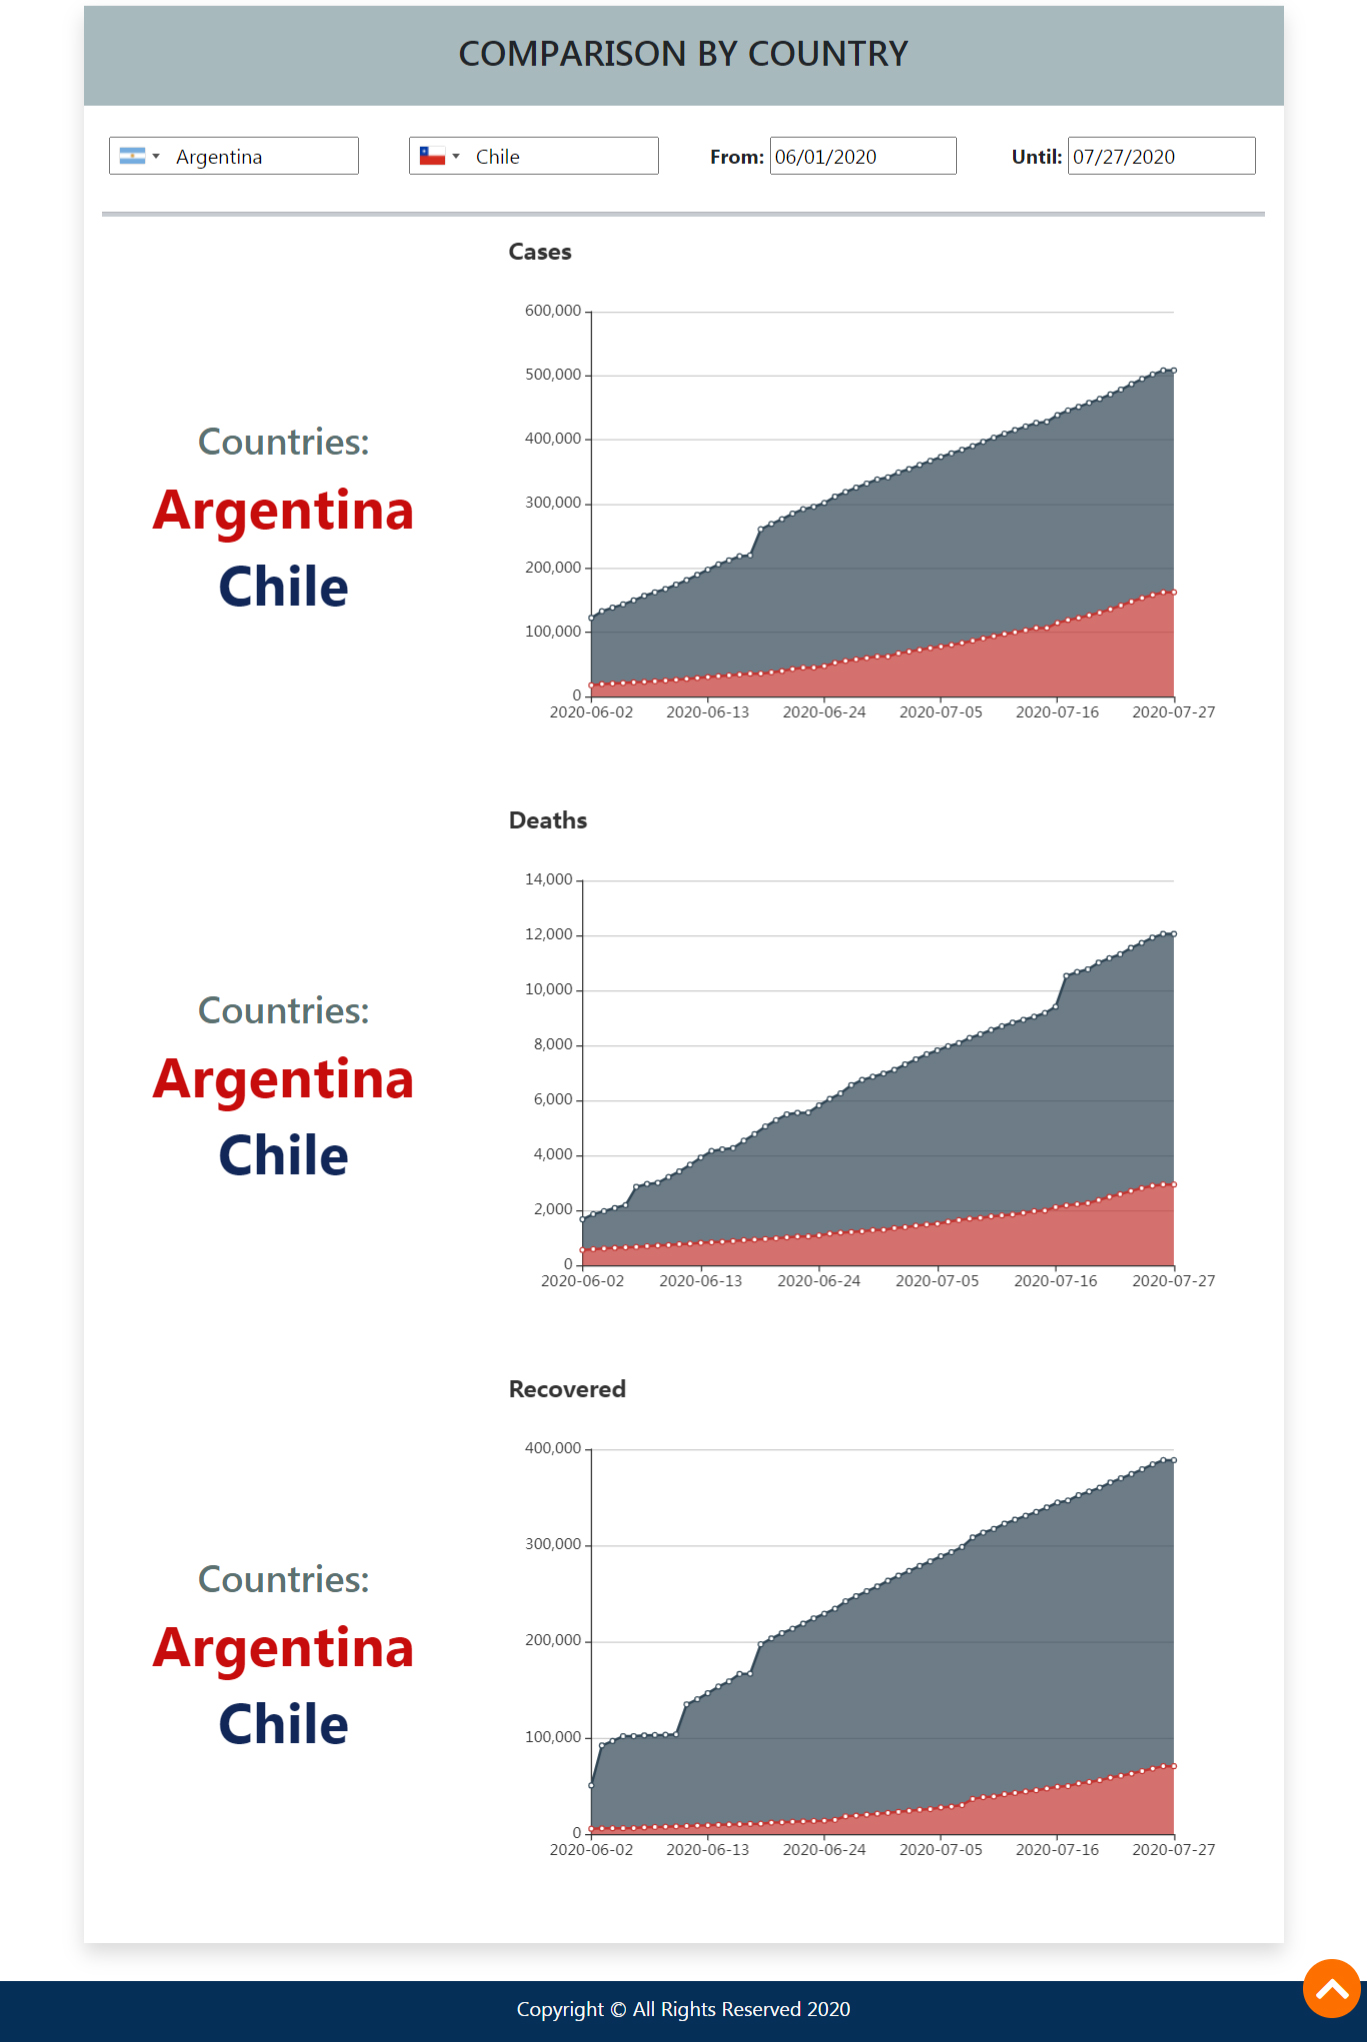 COMPARISON BY COUNTRY
Argentina
Chile
From: 06/01/2020
Until: 07/27/2020
Cases
Countries:
Argentina
Chile
600,000
500,000
400,000
300,000
200,000
100,000
0
2020-06-02 2020-06-13 2020-06-24 2020-07-05 2020-07-16 2020-07-27
Deaths
Countries:
Argentina
Chile
14,000
12,000
10,000
8,000
6,000
4,000
2,000
0
2020-06-02 2020-06-13 2020-06-24 2020-07-05 2020-07-16 2020-07-27
Recovered
Countries:
Argentina
Chile
400,000
300,000
200,000
100,000
0
2020-06-02 2020-06-13 2020-06-24 2020-07-05 2020-07-16 2020-07-27
Copyright © All Rights Reserved 2020